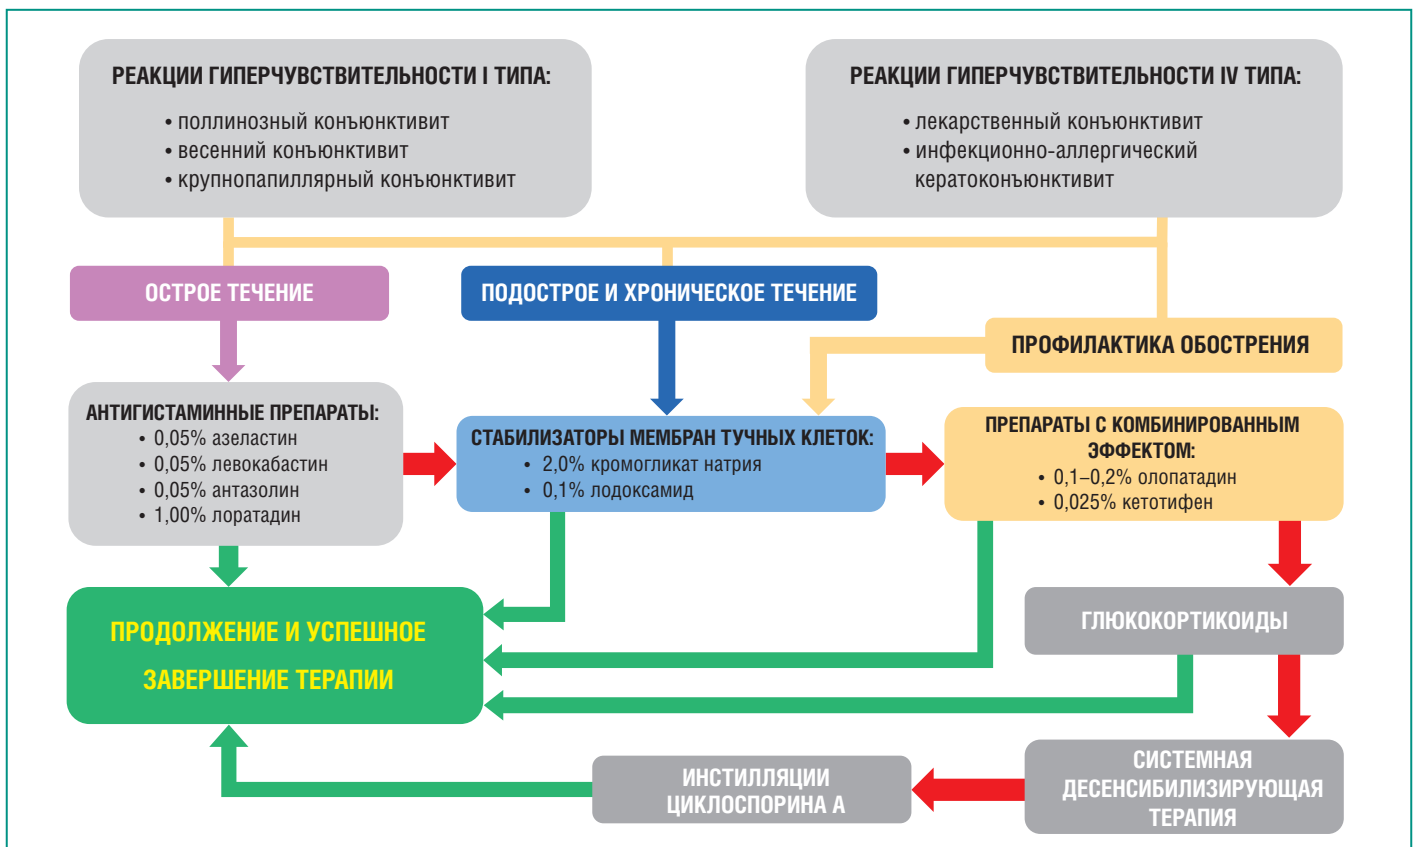 РЕАКЦИИ ГИПЕРЧУВСТВИТЕЛЬНОСТИ I ТИПА:
• поллинозный конъюнктивит
• весенний конъюнктивит
• крупнопапиллярный конъюнктивит
РЕАКЦИИ ГИПЕРЧУВСТВИТЕЛЬНОСТИ IV ТИПА:
• лекарственный конъюнктивит
• инфекционно-аллергический
кератоконъюнктивит
ОСТРОЕ ТЕЧЕНИЕ
ПОДОСТРОЕ И ХРОНИЧЕСКОЕ ТЕЧЕНИЕ
ПРОФИЛАКТИКА ОБОСТРЕНИЯ
АНТИГИСТАМИННЫЕ ПРЕПАРАТЫ:
• 0,05% азеластин
• 0,05% левокабастин
• 0,05% антазолин
• 1,00% лоратадин
СТАБИЛИЗАТОРЫ МЕМБРАН ТУЧНЫХ КЛЕТОК:
• 2,0% кромогликат натрия
• 0,1% лодоксамид
ПРЕПАРАТЫ С КОМБИНИРОВАННЫМ
ЭФФЕКТОМ:
• 0,1–0,2% олопатадин
• 0,025% кетотифен
ПРОДОЛЖЕНИЕ И УСПЕШНОЕ
ЗАВЕРШЕНИЕ ТЕРАПИИ
ГЛЮКОКОРТИКОИДЫ
ИНСТИЛЛЯЦИИ
ЦИКЛОСПОРИНА А
СИСТЕМНАЯ
ДЕСЕНСИБИЛИЗИРУЮЩАЯ
ТЕРАПИЯ